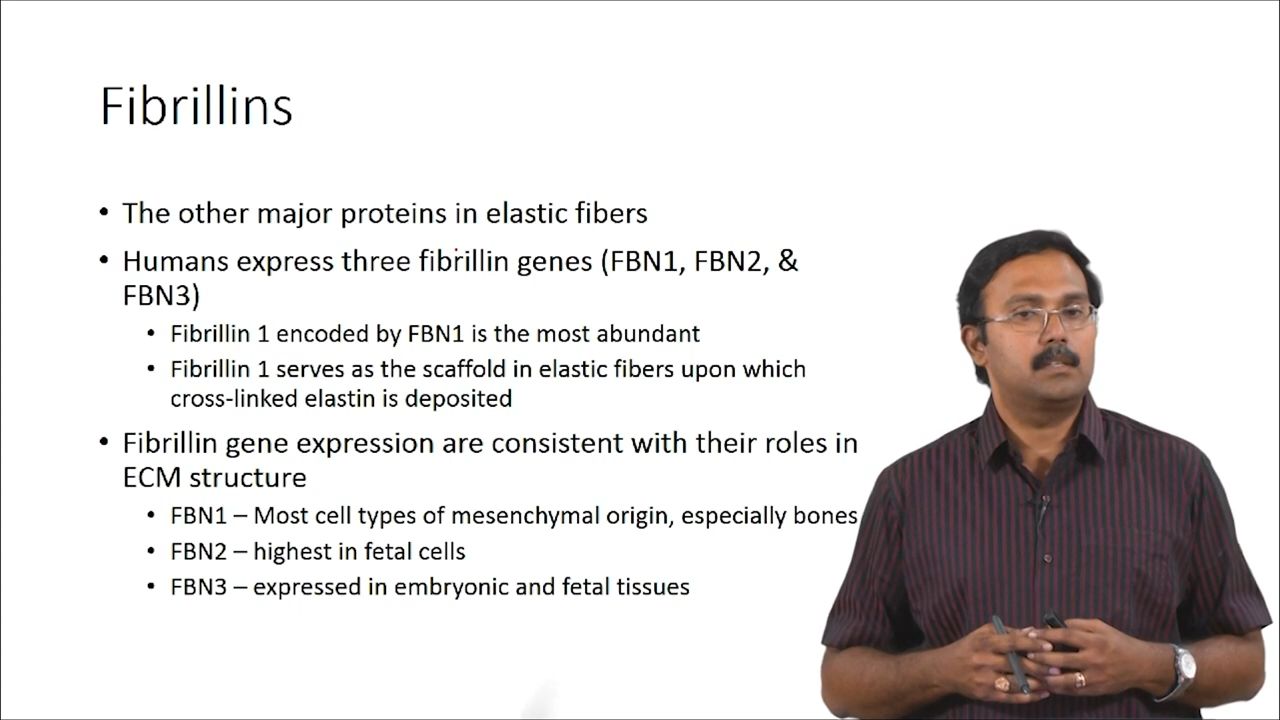 Fibrillins
• The other major proteins in elastic fibers
• Humans express three fibrillin genes (FBN1, FBN2, &
FBN3)
• Fibrillin 1 encoded by FBN1 is the most abundant
• Fibrillin 1 serves as the scaffold in elastic fibers upon which
cross-linked elastin is deposited
• Fibrillin gene expression are consistent with their roles in
ECM structure
• FBN1 – Most cell types of mesenchymal origin, especially bones
• FBN2 – highest in fetal cells
• FBN3 – expressed in embryonic and fetal tissues